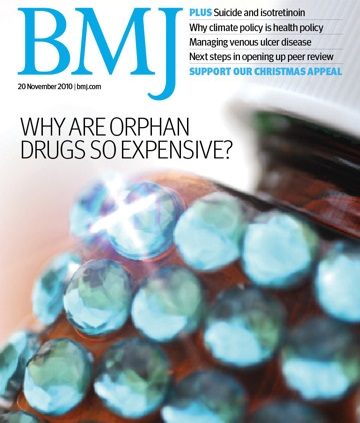 BMJ
PLUS Suicide and isotretinoin
Why climate policy is health policy
Managing venous ulcer disease
Next steps in opening up peer review
SUPPORT OUR CHRISTMAS APPEAL
20 November 2010 | bmj.com
WHY ARE ORPHAN
DRUGS SO EXPENSIVE?